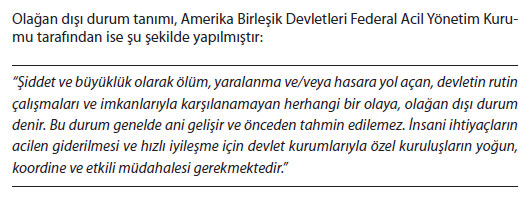 Olağan dışı durum tanımı, Amerika Birleşik Devletleri Federal Acil Yönetim Kuru-
mu tarafından ise şu şekilde yapılmıştır:
“Şiddet ve büyüklük olarak ölüm, yaralanma ve/veya hasara yol açan, devletin rutin
çalışmaları ve imkanlarıyla karşılanamayan herhangi bir olaya, olağan dışı durum
denir. Bu durum genelde ani gelişir ve önceden tahmin edilemez. İnsani ihtiyaçların
acilen giderilmesi ve hızlı iyileşme için devlet kurumlarıyla özel kuruluşların yoğun,
koordine ve etkili müdahalesi gerekmektedir.”